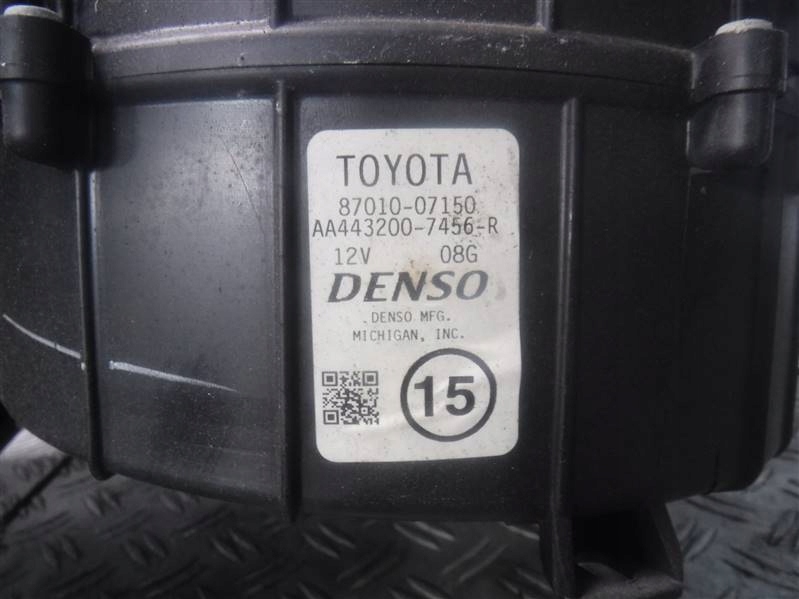 TOYOTA
87010-07150
AA443200-7456-R
12V 08G
DENSO
DENSO MFG.
MICHIGAN, INC.
15